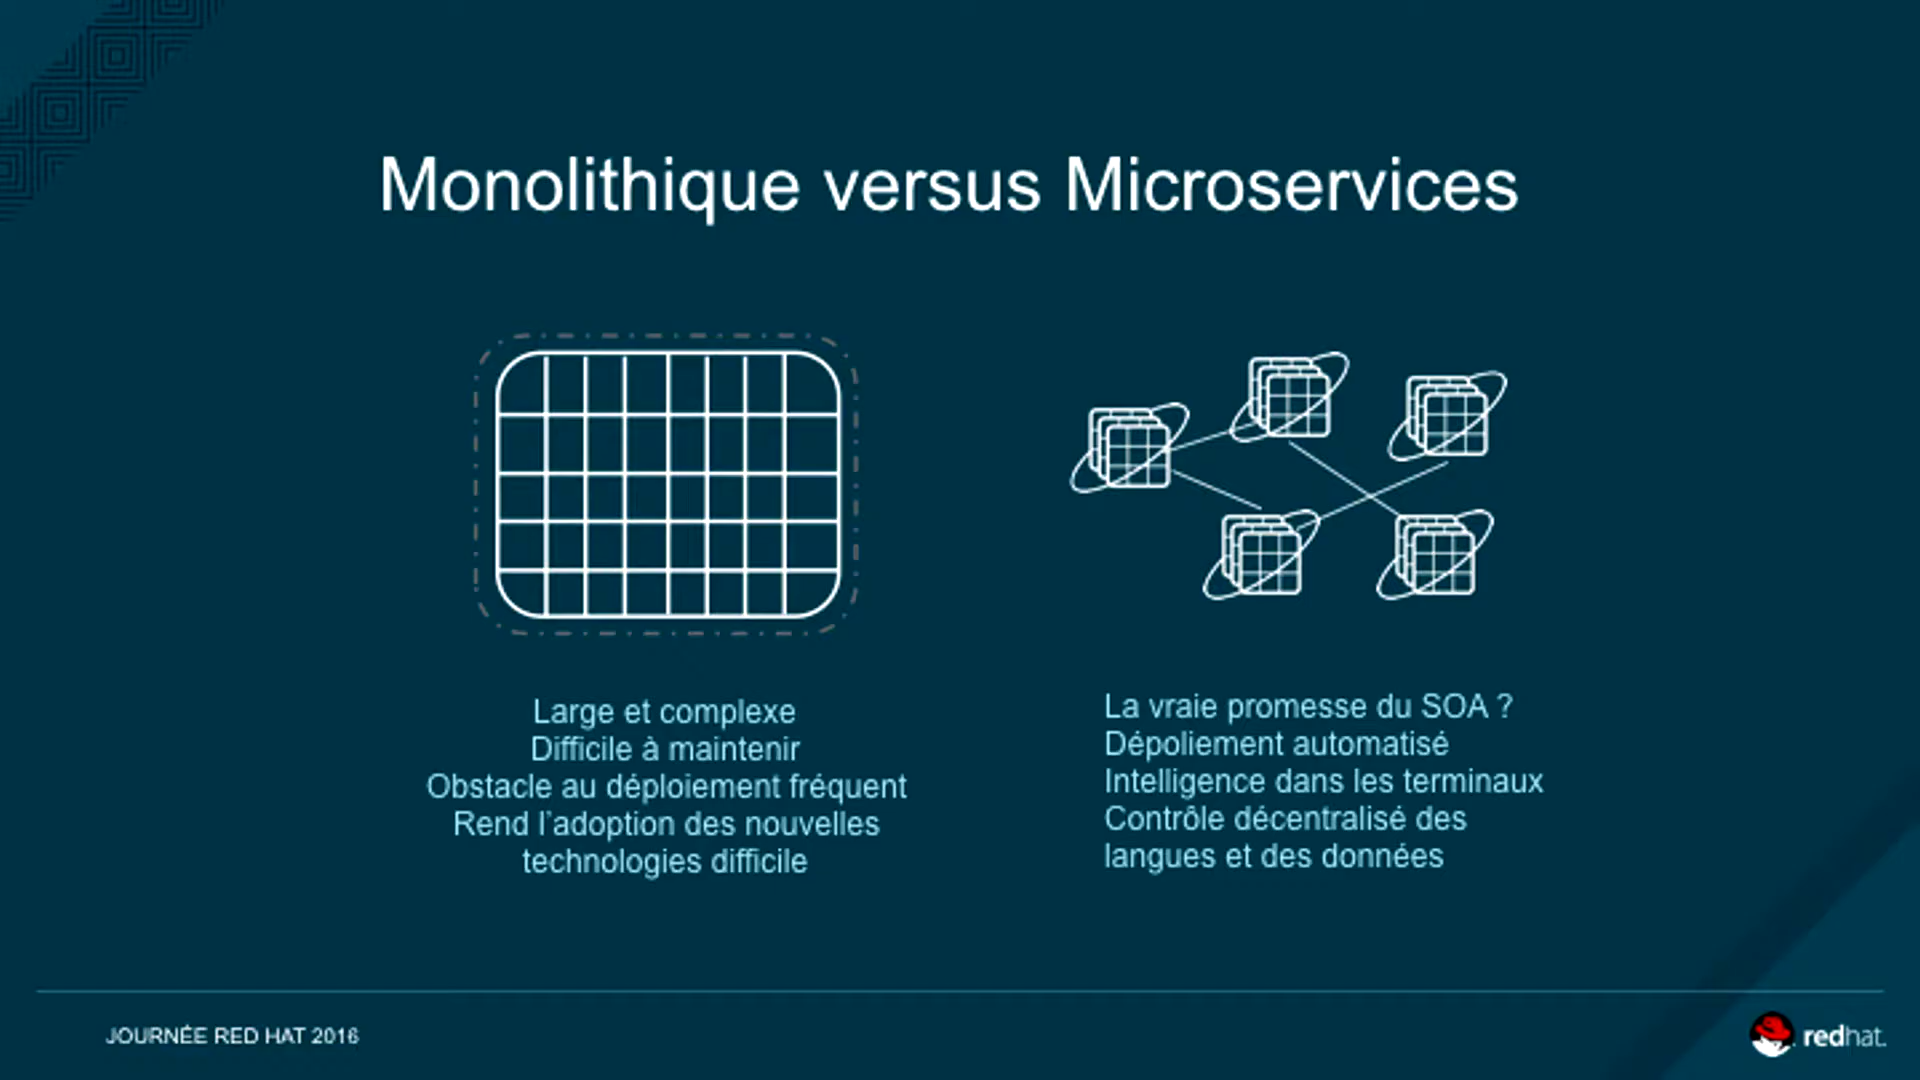 Monolithique versus Microservices
Large et complexe
Difficile à maintenir
Obstacle au déploiement fréquent
Rend l'adoption des nouvelles
technologies difficile
La vraie promesse du SOA ?
Dépoliement automatisé
Intelligence dans les terminaux
Contrôle décentralisé des
langues et des données
JOURNÉE RED HAT 2016
redhat.